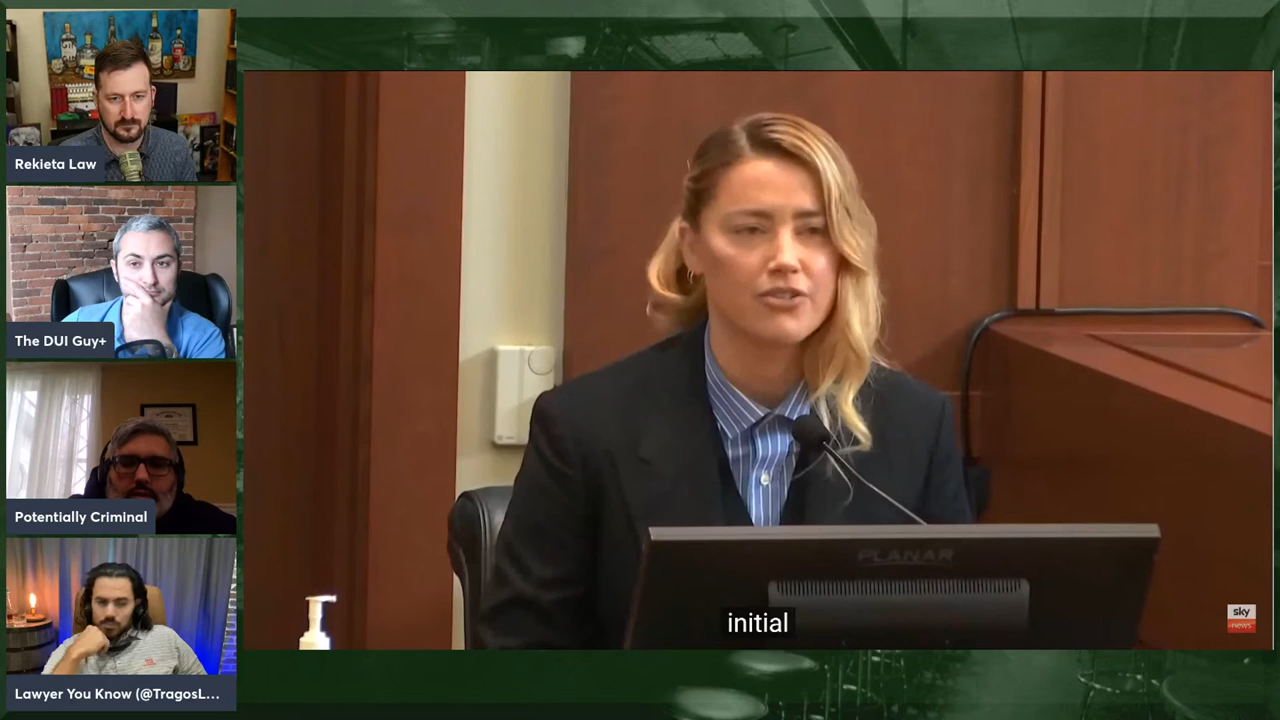 Rekieta Law
The DUI Guy+
Potentially Criminal
Lawyer You Know (@TragosL...
PLANAR
initial
sky
news